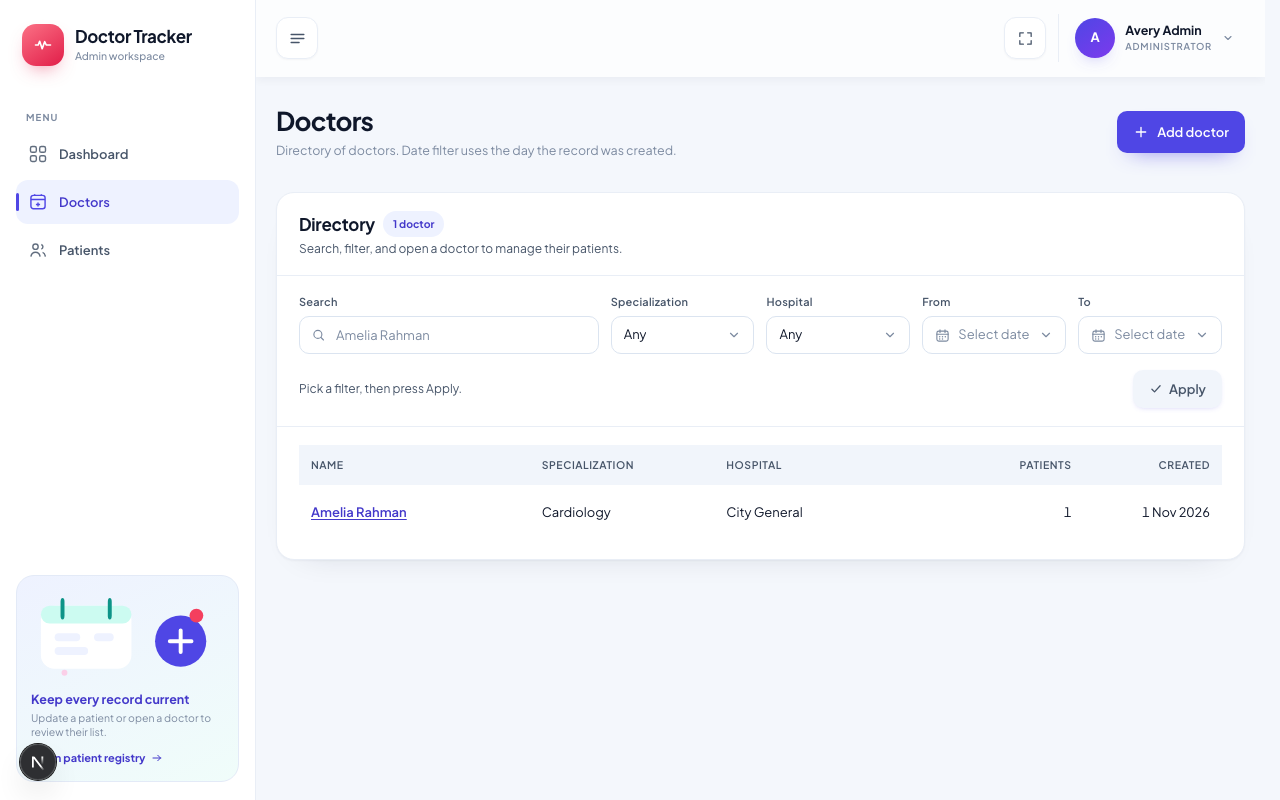 Doctor Tracker
Admin workspace
MENU
Dashboard
Doctors
Patients
Keep every record current
Update a patient or open a doctor to
review their list.
patient registry
N
A
Avery Admin
ADMINISTRATOR
Doctors
Directory of doctors. Date filter uses the day the record was created.
Add doctor
Directory
1 doctor
Search, filter, and open a doctor to manage their patients.
Search
Specialization
Hospital
From
To
Amelia Rahman
Any
Any
Select date
Select date
Pick a filter, then press Apply.
Apply
NAME
SPECIALIZATION
HOSPITAL
PATIENTS
CREATED
Amelia Rahman
Cardiology
City General
1
1 Nov 2026